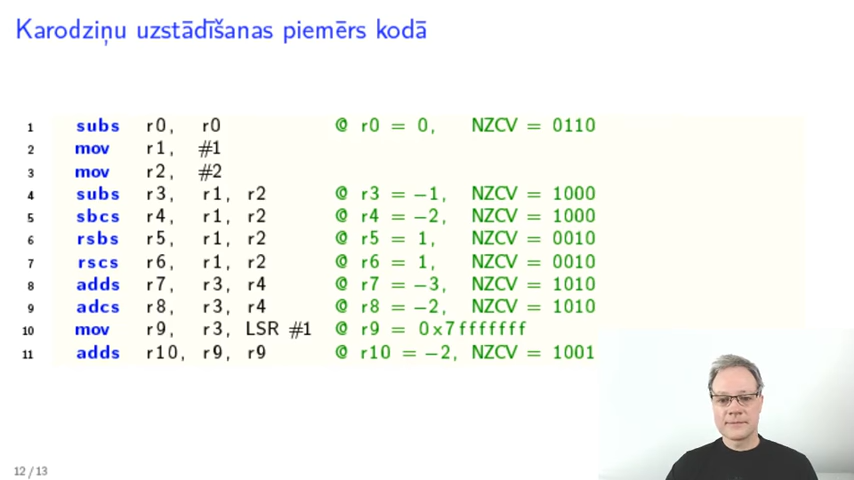 Karodziņu uzstādīšanas piemērs kodā
1 subs r0, r0 @ r0 = 0, NZCV = 0110
2 mov r1, #1
3 mov r2, #2
4 subs r3, r1, r2 @ r3 = −1, NZCV = 1000
5 sbcs r4, r1, r2 @ r4 = −2, NZCV = 1000
6 rsbs r5, r1, r2 @ r5 = 1, NZCV = 0010
7 rscs r6, r1, r2 @ r6 = 1, NZCV = 0010
8 adds r7, r3, r4 @ r7 = −3, NZCV = 1010
9 adcs r8, r3, r4 @ r8 = −2, NZCV = 1010
10 mov r9, r3, LSR #1 @ r9 = 0x7fffffff
11 adds r10, r9, r9 @ r10 = −2, NZCV = 1001
12 / 13